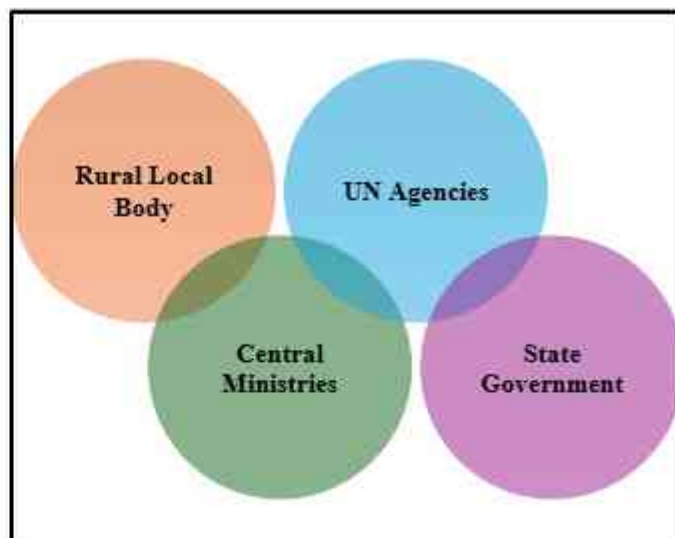 Rural Local
Body
UN Agencies
Central
Ministries
State
Government